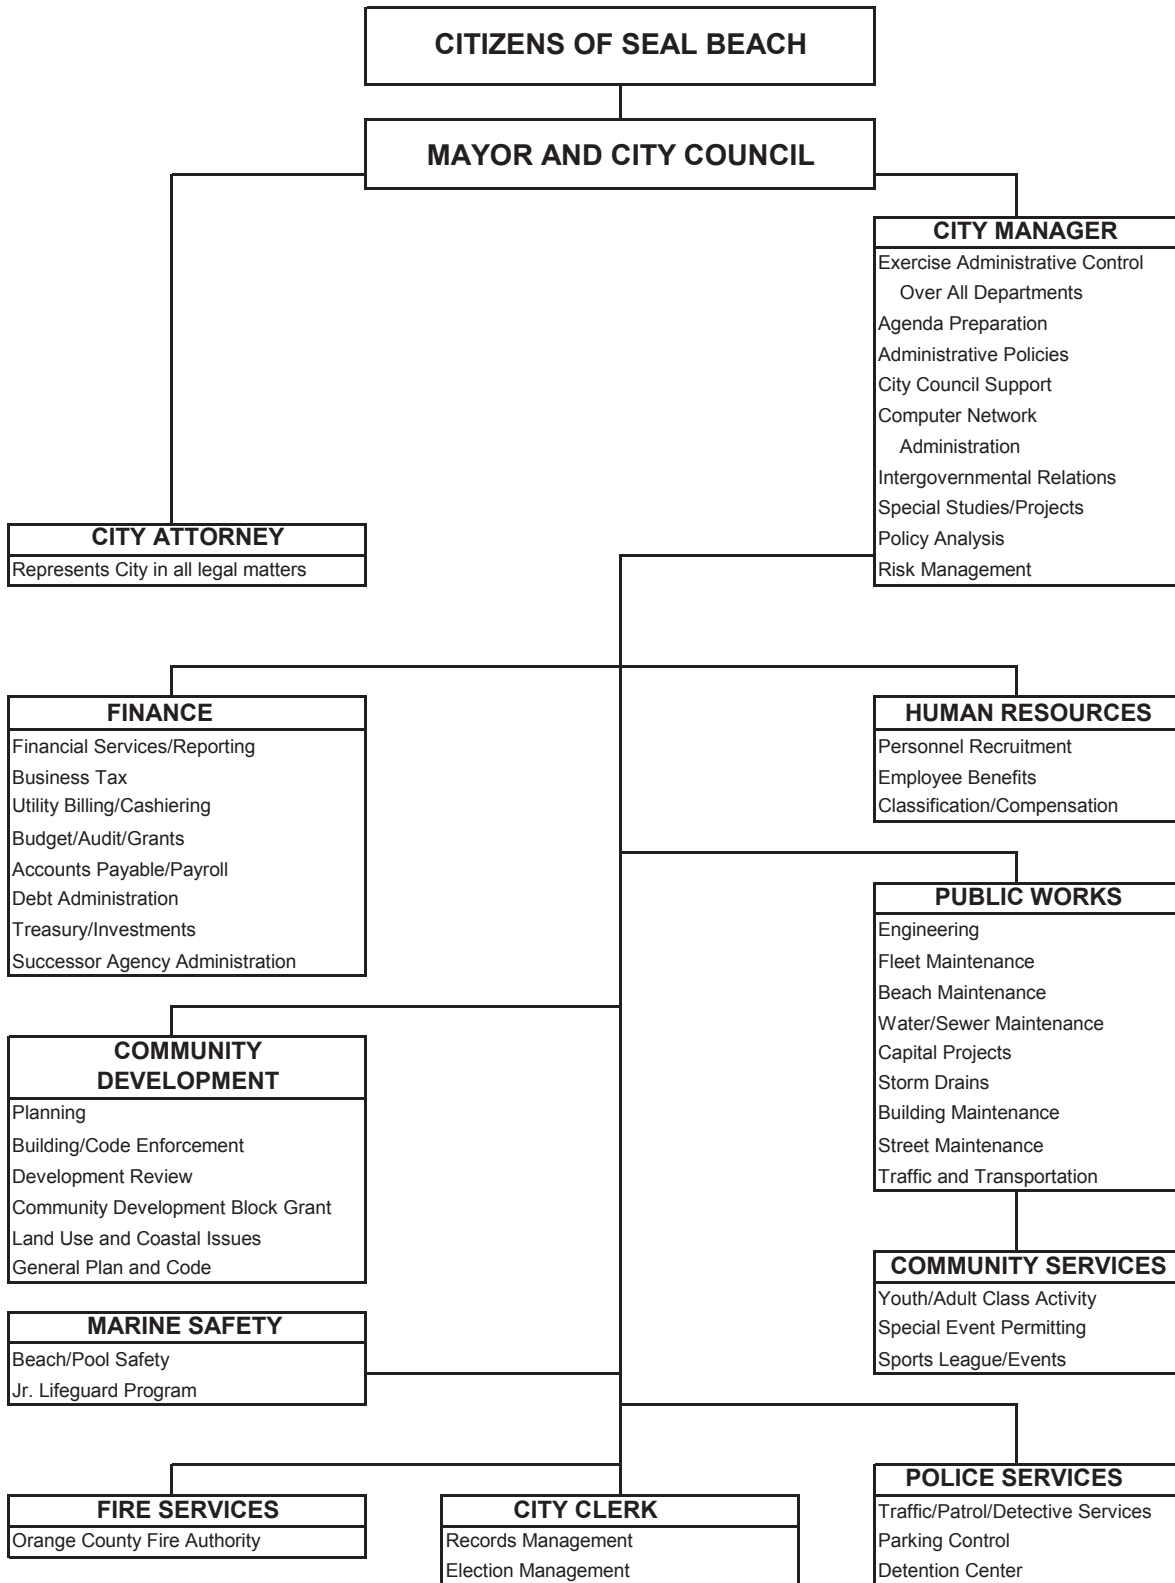 CITIZENS OF SEAL BEACH
MAYOR AND CITY COUNCIL
CITY MANAGER
Exercise Administrative Control
Over All Departments
Agenda Preparation
Administrative Policies
City Council Support
Computer Network
Administration
Intergovernmental Relations
Special Studies/Projects
Policy Analysis
Risk Management
CITY ATTORNEY
Represents City in all legal matters
FINANCE
Financial Services/Reporting
Business Tax
Utility Billing/Cashiering
Budget/Audit/Grants
Accounts Payable/Payroll
Debt Administration
Treasury/Investments
Successor Agency Administration
HUMAN RESOURCES
Personnel Recruitment
Employee Benefits
Classification/Compensation
PUBLIC WORKS
Engineering
Fleet Maintenance
Beach Maintenance
Water/Sewer Maintenance
Capital Projects
Storm Drains
Building Maintenance
Street Maintenance
Traffic and Transportation
COMMUNITY
DEVELOPMENT
Planning
Building/Code Enforcement
Development Review
Community Development Block Grant
Land Use and Coastal Issues
General Plan and Code
COMMUNITY SERVICES
Youth/Adult Class Activity
Special Event Permitting
Sports League/Events
MARINE SAFETY
Beach/Pool Safety
Jr. Lifeguard Program
FIRE SERVICES
Orange County Fire Authority
CITY CLERK
Records Management
Election Management
POLICE SERVICES
Traffic/Patrol/Detective Services
Parking Control
Detention Center